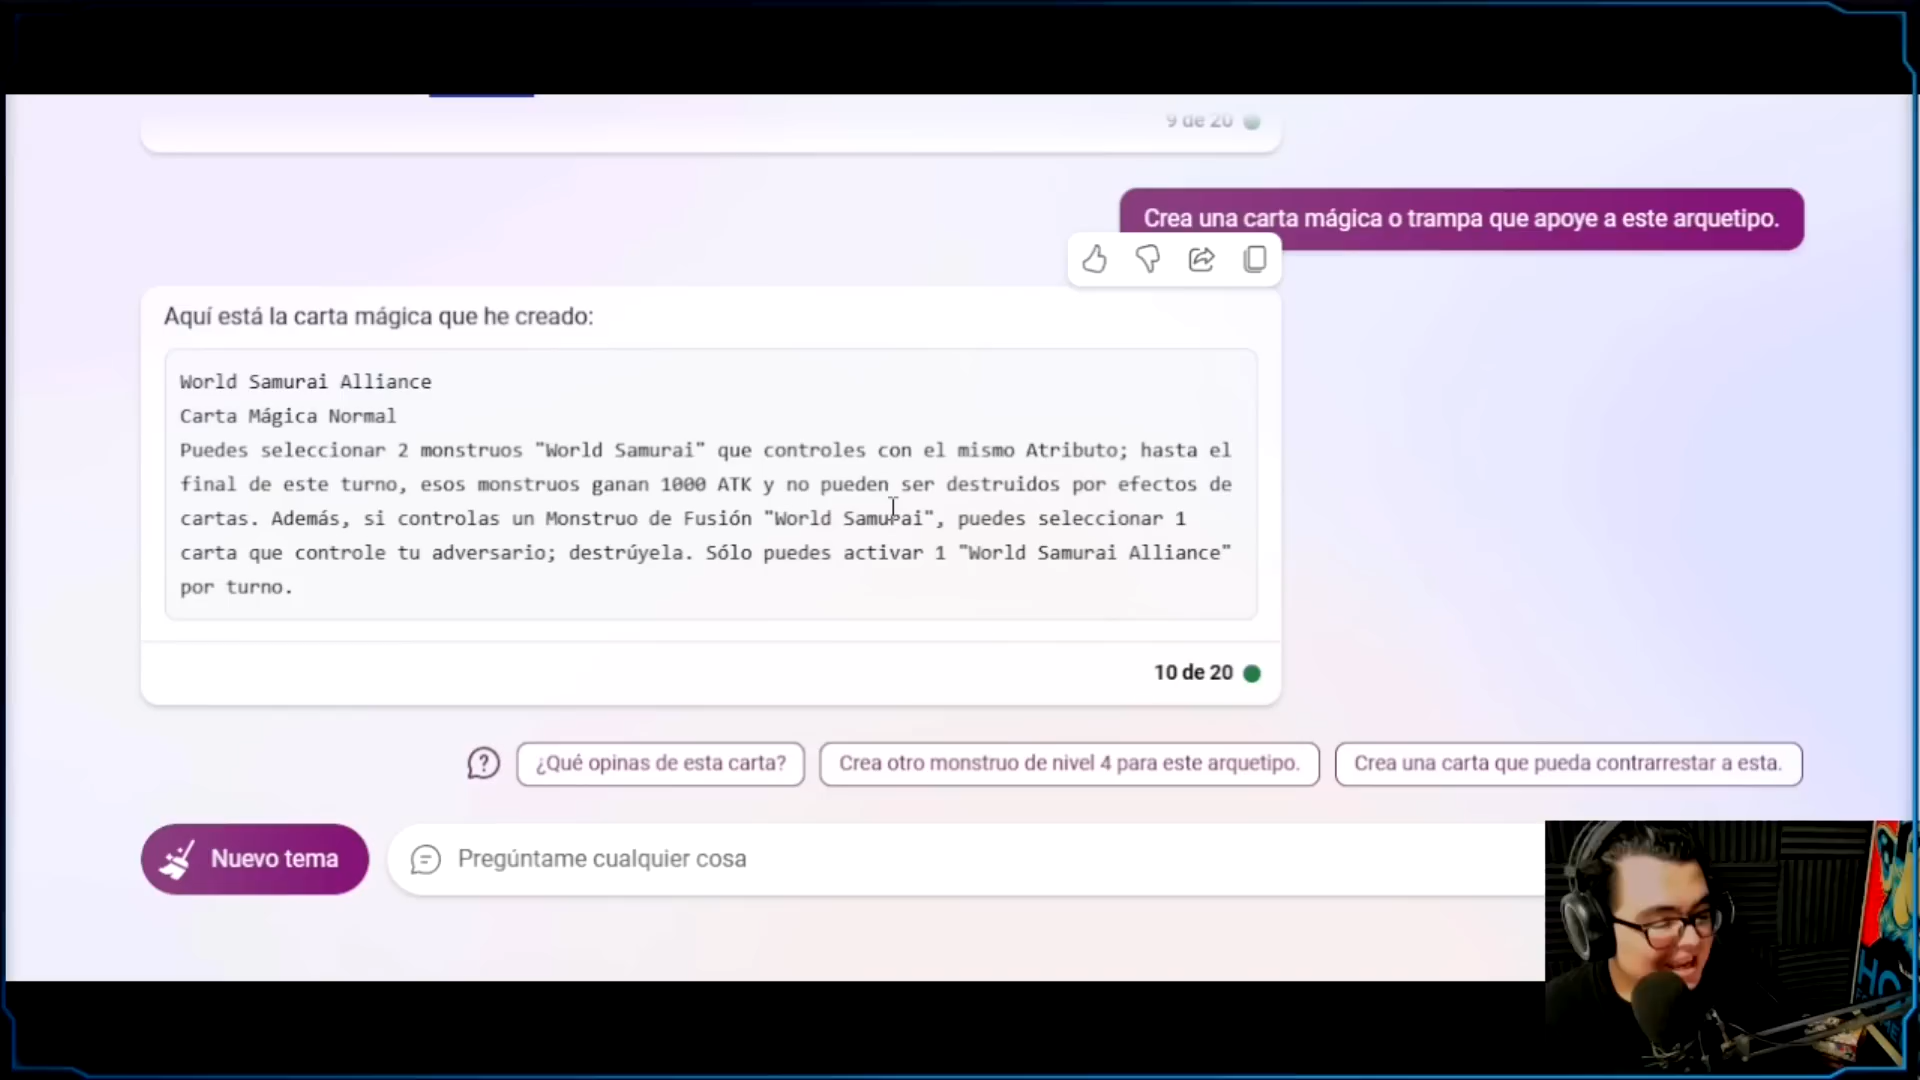 9 de 20
Crea una carta mágica o trampa que apoye a este arquetipo.
Aquí está la carta mágica que he creado:
World Samurai Alliance
Carta Mágica Normal
Puedes seleccionar 2 monstruos "World Samurai" que controles con el mismo Atributo; hasta el
final de este turno, esos monstruos ganan 1000 ATK y no pueden ser destruidos por efectos de
cartas. Además, si controlas un Monstruo de Fusión "World Samurai", puedes seleccionar 1
carta que controle tu adversario; destrúyela. Sólo puedes activar 1 "World Samurai Alliance"
por turno.
10 de 20
¿Qué opinas de esta carta?
Crea otro monstruo de nivel 4 para este arquetipo.
Crea una carta que pueda contrarrestar a esta.
Nuevo tema
Pregúntame cualquier cosa